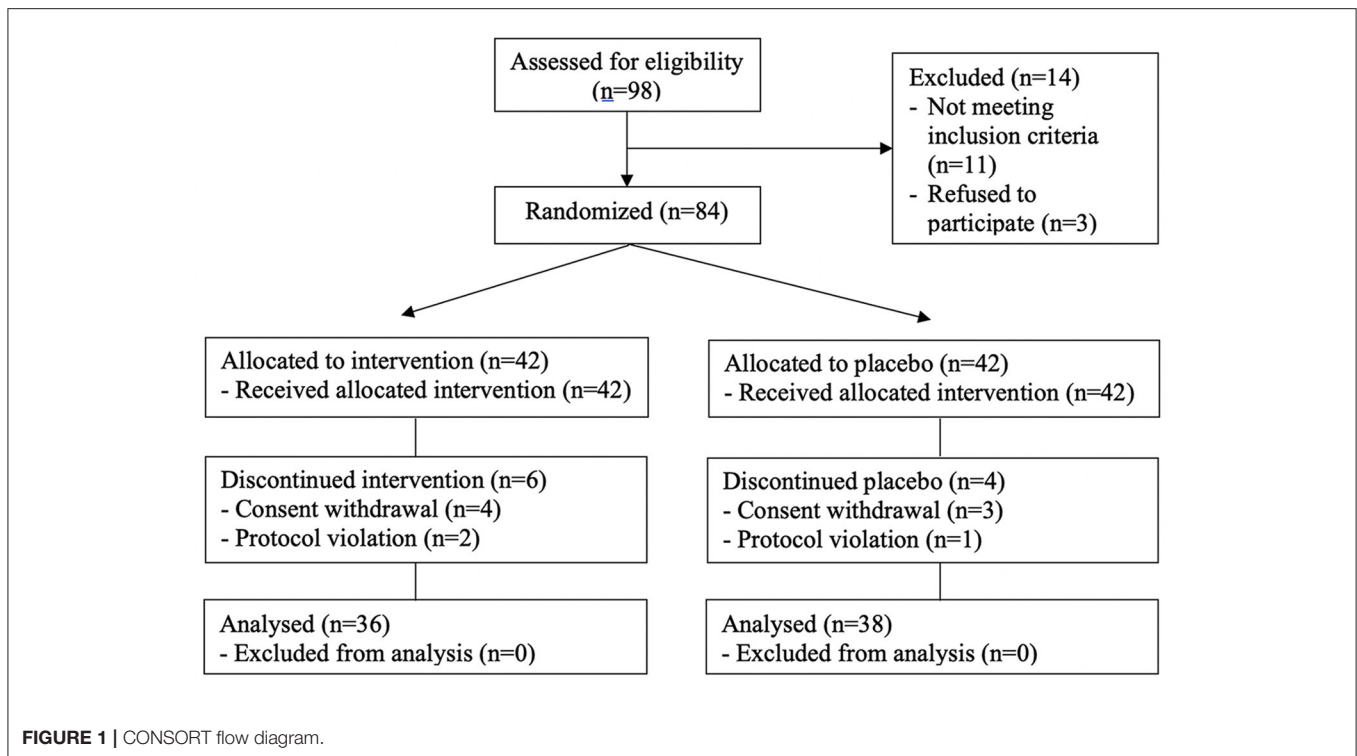 Assessed for eligibility
(n=98)
Excluded (n=14)
- Not meeting
inclusion criteria
(n=11)
- Refused to
participate (n=3)
Randomized (n=84)
Allocated to intervention (n=42)
- Received allocated intervention (n=42)
Allocated to placebo (n=42)
- Received allocated intervention (n=42)
Discontinued intervention (n=6)
- Consent withdrawal (n=4)
- Protocol violation (n=2)
Discontinued placebo (n=4)
- Consent withdrawal (n=3)
- Protocol violation (n=1)
Analysed (n=36)
- Excluded from analysis (n=0)
Analysed (n=38)
- Excluded from analysis (n=0)
FIGURE 1 | CONSORT flow diagram.